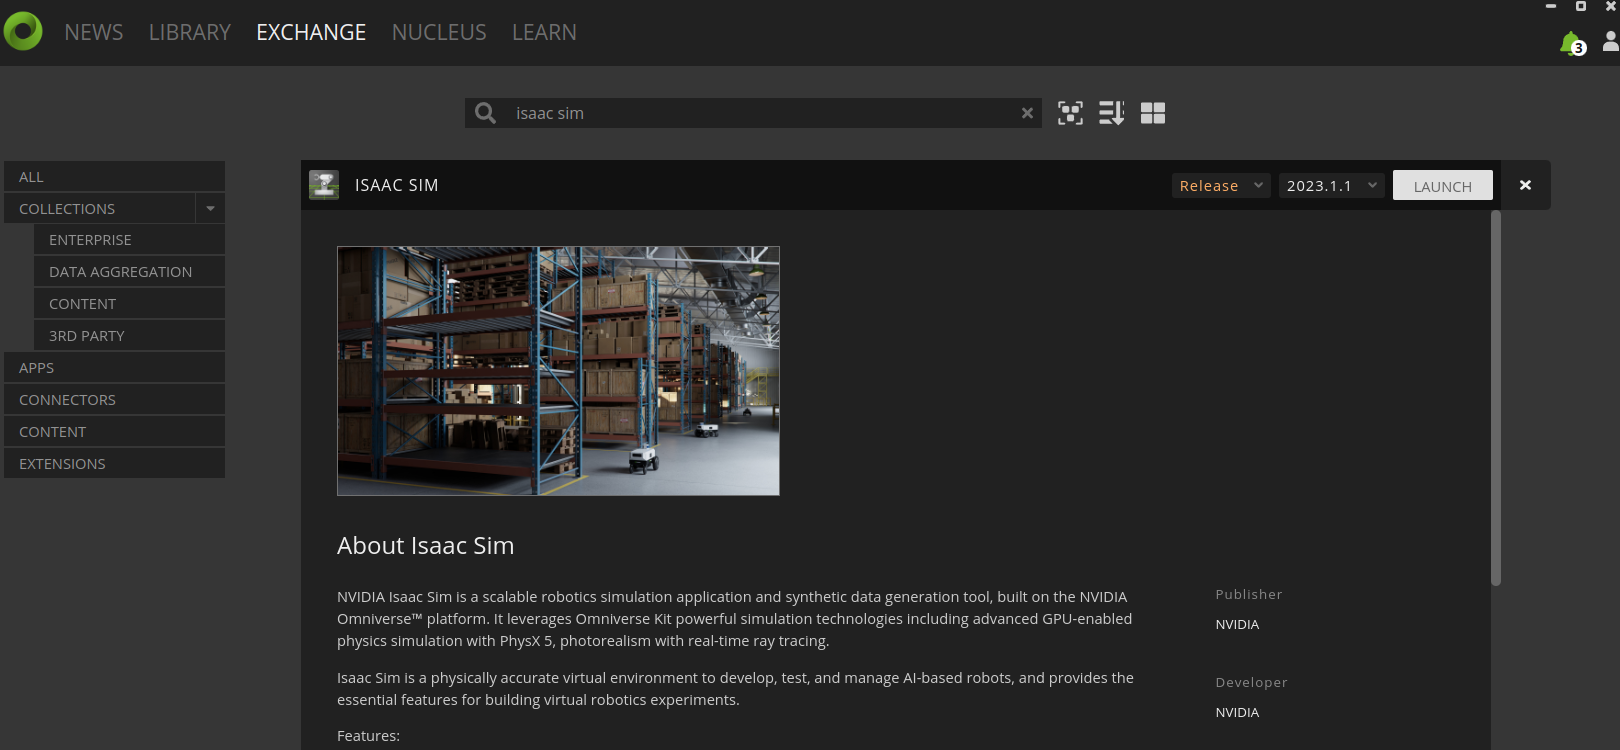 NEWS LIBRARY EXCHANGE NUCLEUS LEARN
3
isaac sim
ALL
COLLECTIONS
ENTERPRISE
DATA AGGREGATION
CONTENT
3RD PARTY
APPS
CONNECTORS
CONTENT
EXTENSIONS
ISAAC SIM Release 2023.1.1 LAUNCH
About Isaac Sim
NVIDIA Isaac Sim is a scalable robotics simulation application and synthetic data generation tool, built on the NVIDIA
Omniverse™ platform. It leverages Omniverse Kit powerful simulation technologies including advanced GPU-enabled
physics simulation with PhysX 5, photorealism with real-time ray tracing.
Isaac Sim is a physically accurate virtual environment to develop, test, and manage AI-based robots, and provides the
essential features for building virtual robotics experiments.
Features:
Publisher
NVIDIA
Developer
NVIDIA